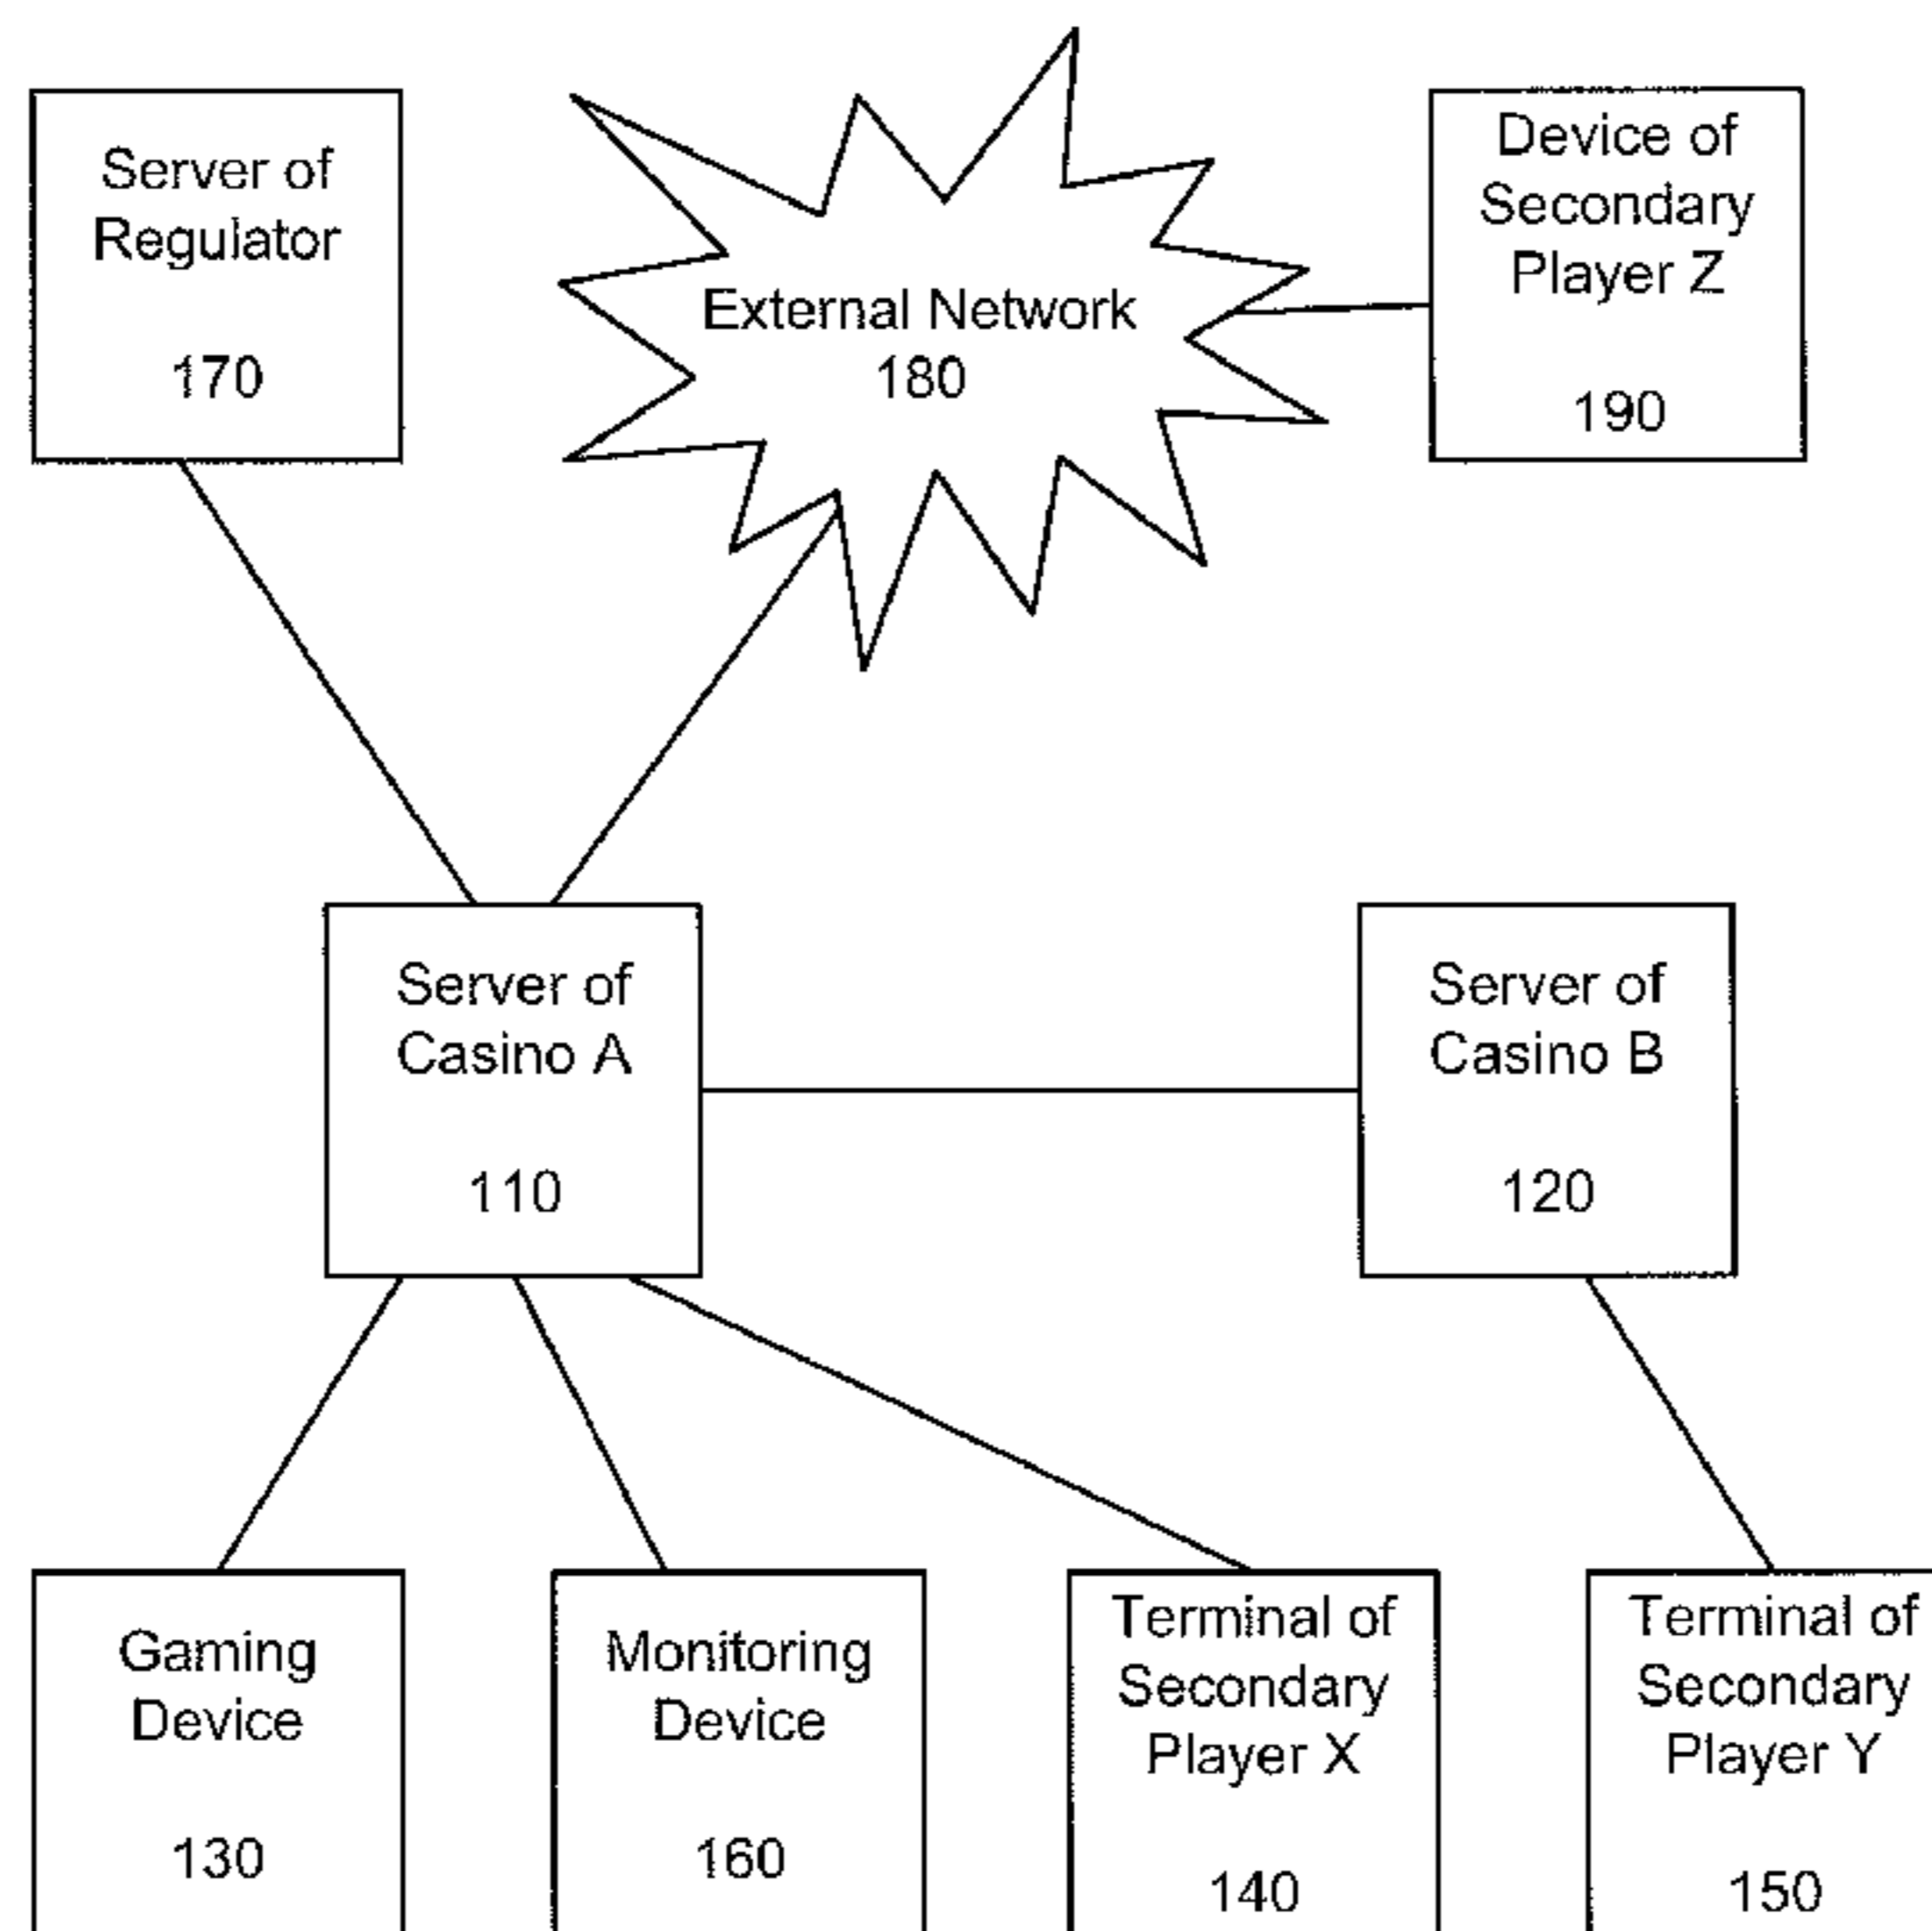 Server of
Regulator
170
External Network
180
Device of
Secondary
Player Z
190
Server of
Casino A
110
Server of
Casino B
120
Gaming
Device
130
Monitoring
Device
160
Terminal of
Secondary
Player X
140
Terminal of
Secondary
Player Y
150